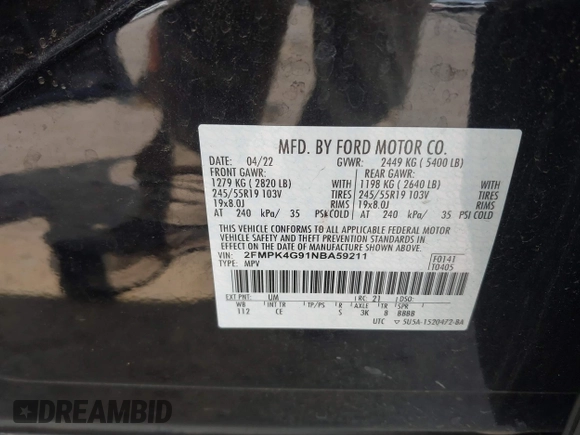 MFD. BY FORD MOTOR CO.
DATE: 04/22 GVWR: 2449 KG ( 5400 LB)
FRONT GAWR: REAR GAWR:
1279 KG ( 2820 LB) WITH 1198 KG ( 2640 LB) WITH
245/55R19 103V TIRES 245/55R19 103V TIRES
19x8.0J RIMS 19x8.0J RIMS
AT 240 kPa/ 35 PSI COLD AT 240 kPa/ 35 PSI COLD
THIS VEHICLE CONFORMS TO ALL APPLICABLE FEDERAL MOTOR
VEHICLE SAFETY AND THEFT PREVENTION STANDARDS IN
EFFECT ON THE DATE OF MANUFACTURE SHOWN ABOVE.
VIN: 2FMPK4G91NBA59211 F0141
TYPE: MPV T0405
EXT PNT: UM RC: 21 DSO:
WB INT TR TP/PS R AXLE TR SPR
112 CE S 3K 8 BBBB
UTC 5U5A-1520472-BA
DREAMBID